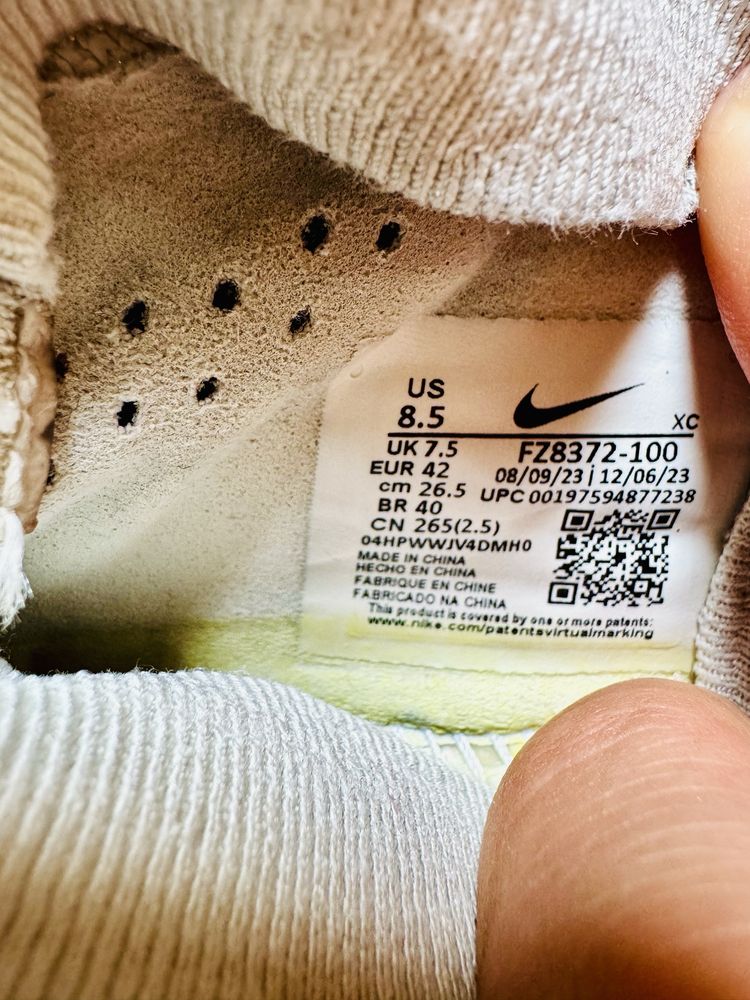 US
8.5
XC
UK 7.5
FZ8372-100
EUR 42
08/09/23 | 12/06/23
cm 26.5
UPC 00197594877238
BR 40
CN 265(2.5)
04HPWWJV4DMH0
MADE IN CHINA
HECHO EN CHINA
FABRIQUE EN CHINE
FABRICADO NA CHINA
This product is covered by one or more patents:
www.nike.com/patentsvirtualmarking